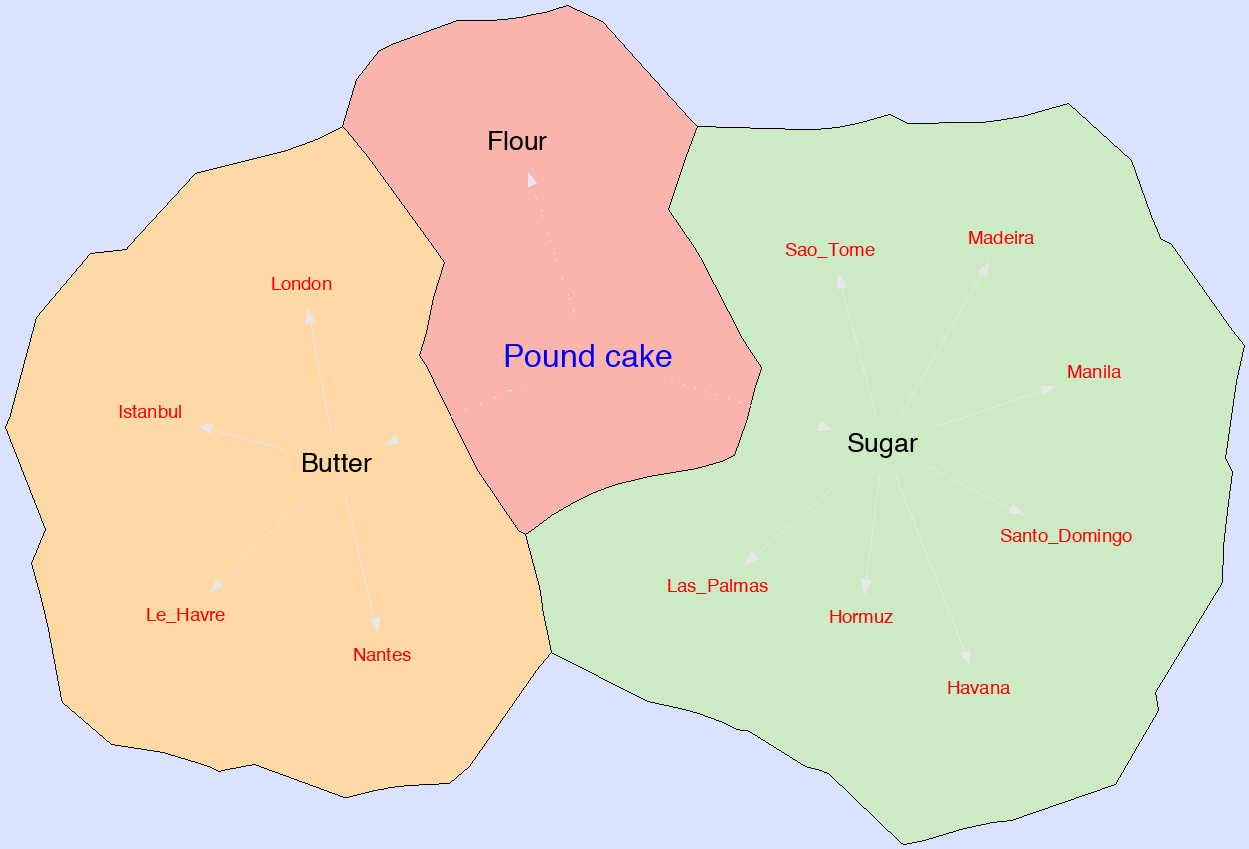 Flour
Sao_Tome
Madeira
London
Pound cake
Manila
Istanbul
Sugar
Butter
Santo_Domingo
Las_Palmas
Le_Havre
Hormuz
Nantes
Havana